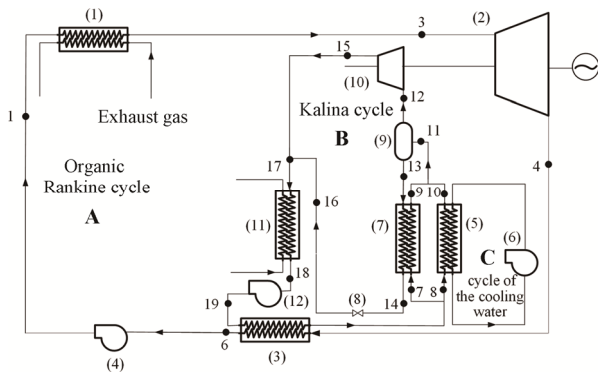 (1)
3
(2)
15
(10)
12
1
Exhaust gas
Kalina cycle
B
(9)
11
Organic
Rankine cycle
A
17
13
4
16
9
10
(11)
(7)
(5)
(6)
C
cycle of
the cooling
water
18
(12)
7
8
19
(8)
14
(4)
6
(3)